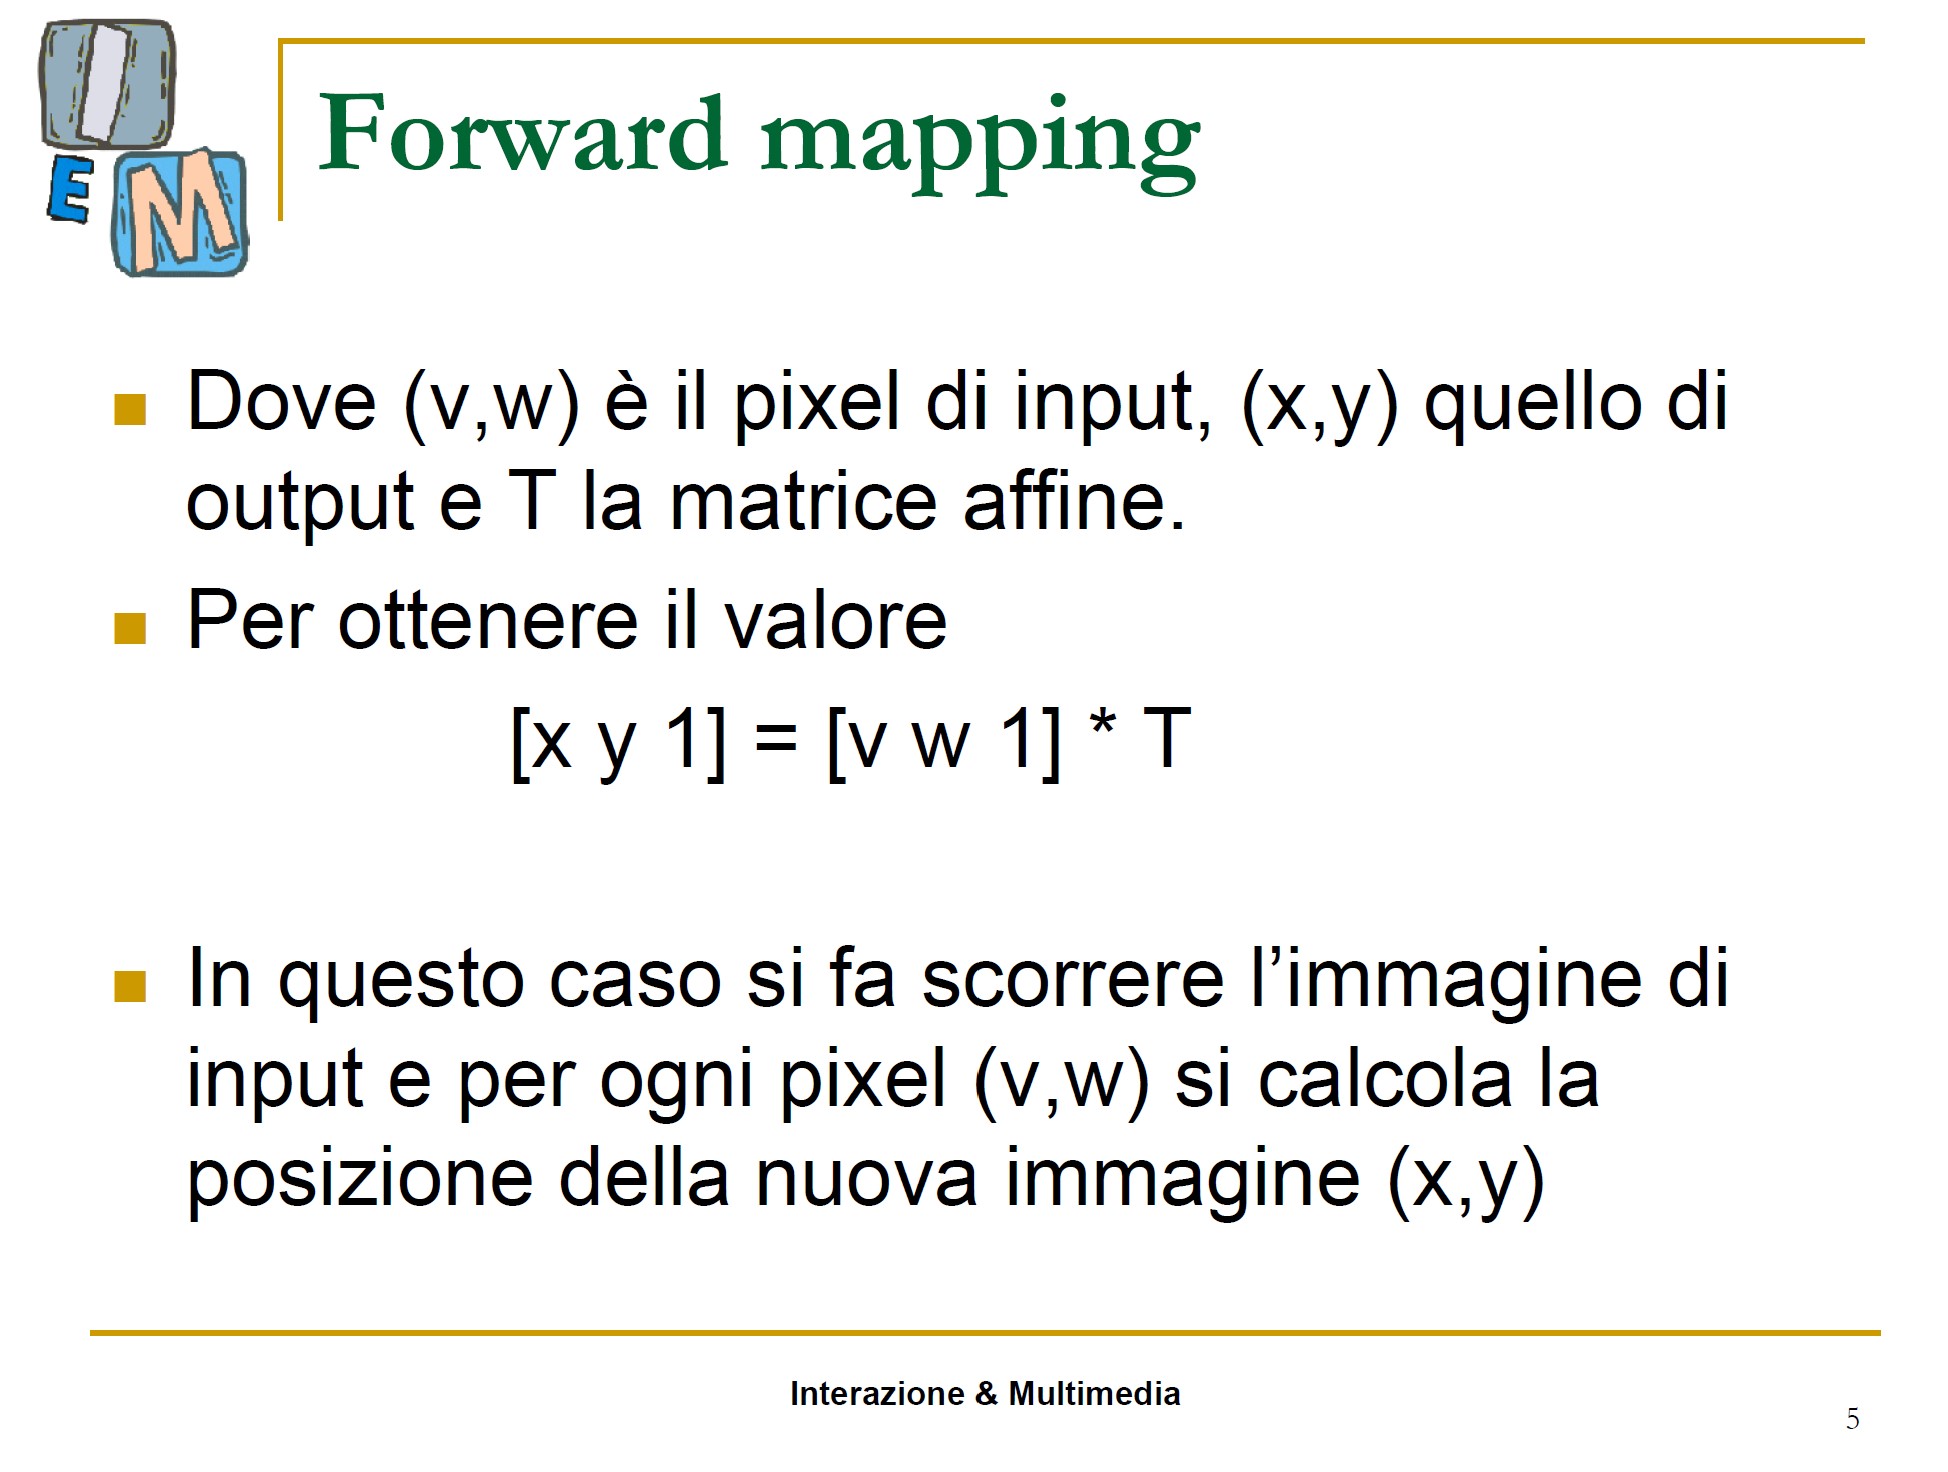 I
E
M
Forward mapping
Dove (v,w) è il pixel di input, (x,y) quello di
output e T la matrice affine.
Per ottenere il valore
[x y 1] = [v w 1] * T
In questo caso si fa scorrere l’immagine di
input e per ogni pixel (v,w) si calcola la
posizione della nuova immagine (x,y)
Interazione & Multimedia
5